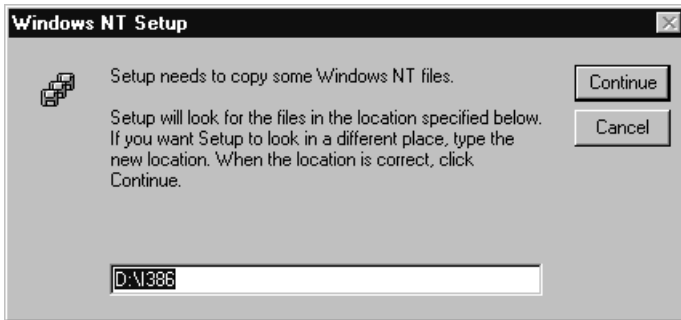 Windows NT Setup
Setup needs to copy some Windows NT files.
Continue
Setup will look for the files in the location specified below.
If you want Setup to look in a different place, type the
new location. When the location is correct, click
Continue.
Cancel
D:\I386